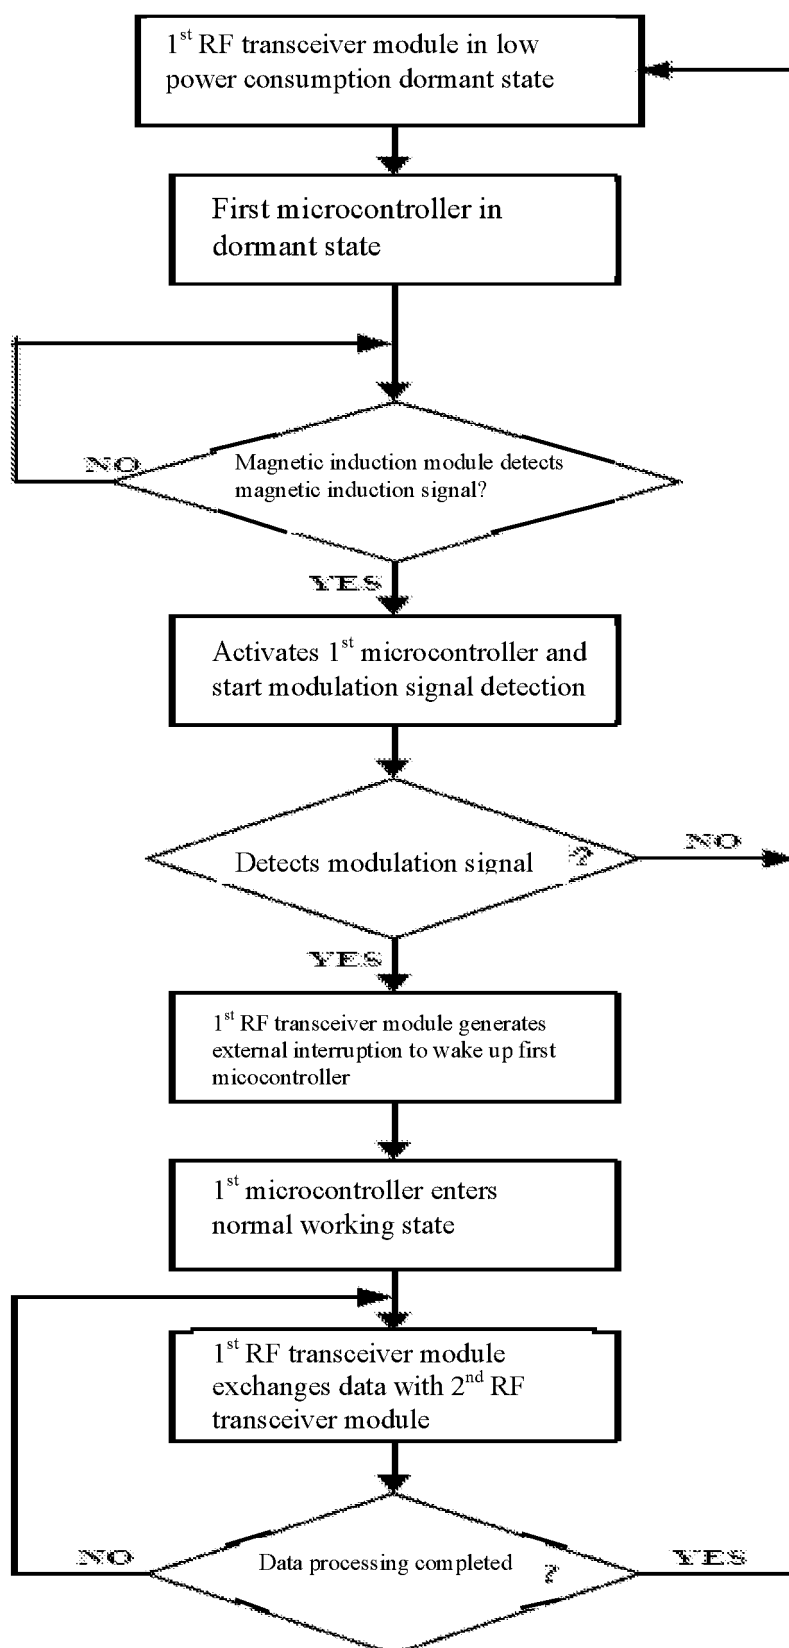 1st RF transceiver module in low
power consumption dormant state
First microcontroller in
dormant state
Magnetic induction module detects
magnetic induction signal?
NO
YES
Activates 1st microcontroller and
start modulation signal detection
Detects modulation signal ?
NO
YES
1st RF transceiver module generates
external interruption to wake up first
micocontroller
1st microcontroller enters
normal working state
1st RF transceiver module
exchanges data with 2nd RF
transceiver module
Data processing completed ?
NO
YES